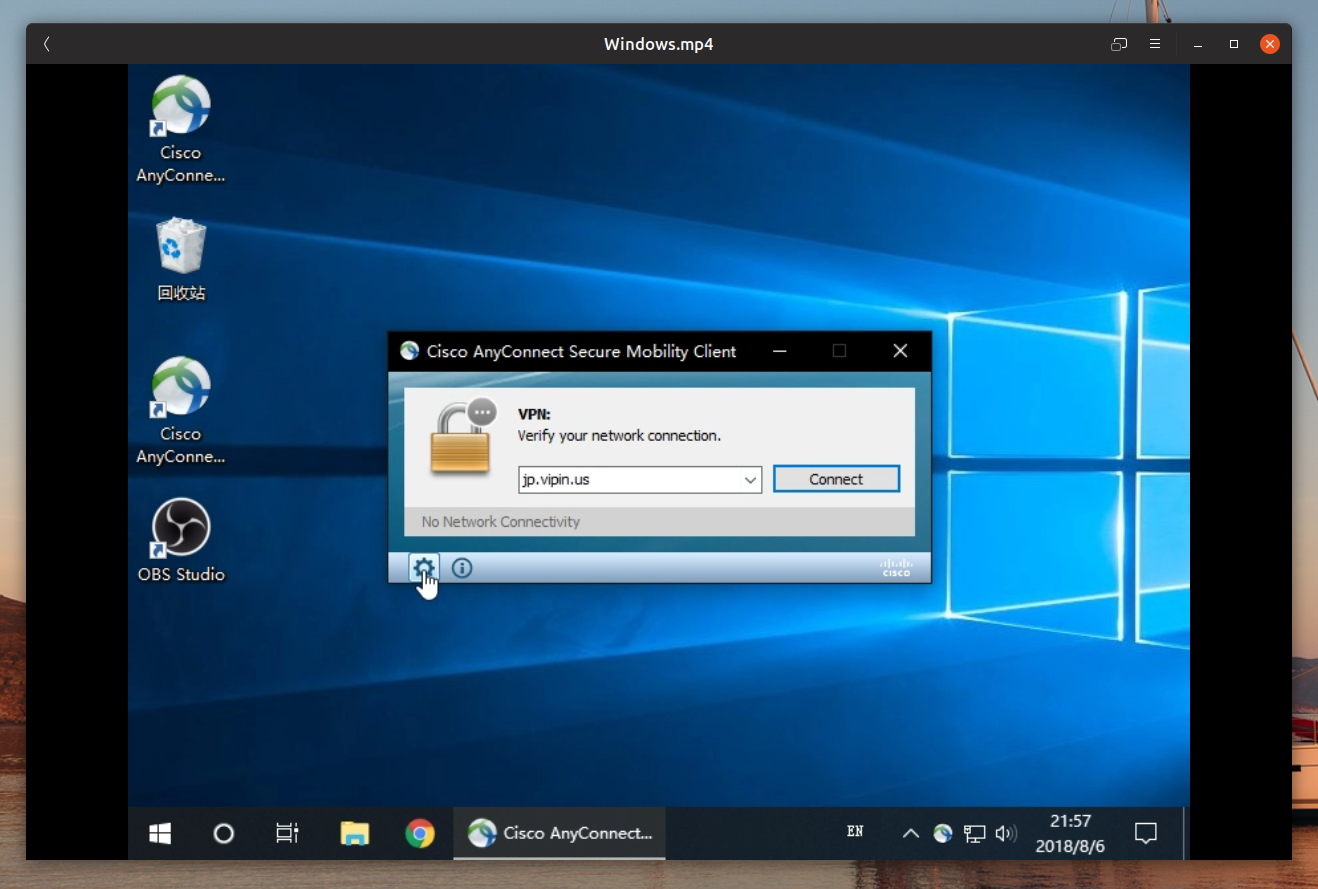 Windows.mp4
Cisco
AnyConne...
回收站
Cisco
AnyConne...
OBS Studio
Cisco AnyConnect Secure Mobility Client
VPN:
Verify your network connection.
jp.vipin.us
Connect
No Network Connectivity
cisco
Cisco AnyConnect...
EN
21:57
2018/8/6